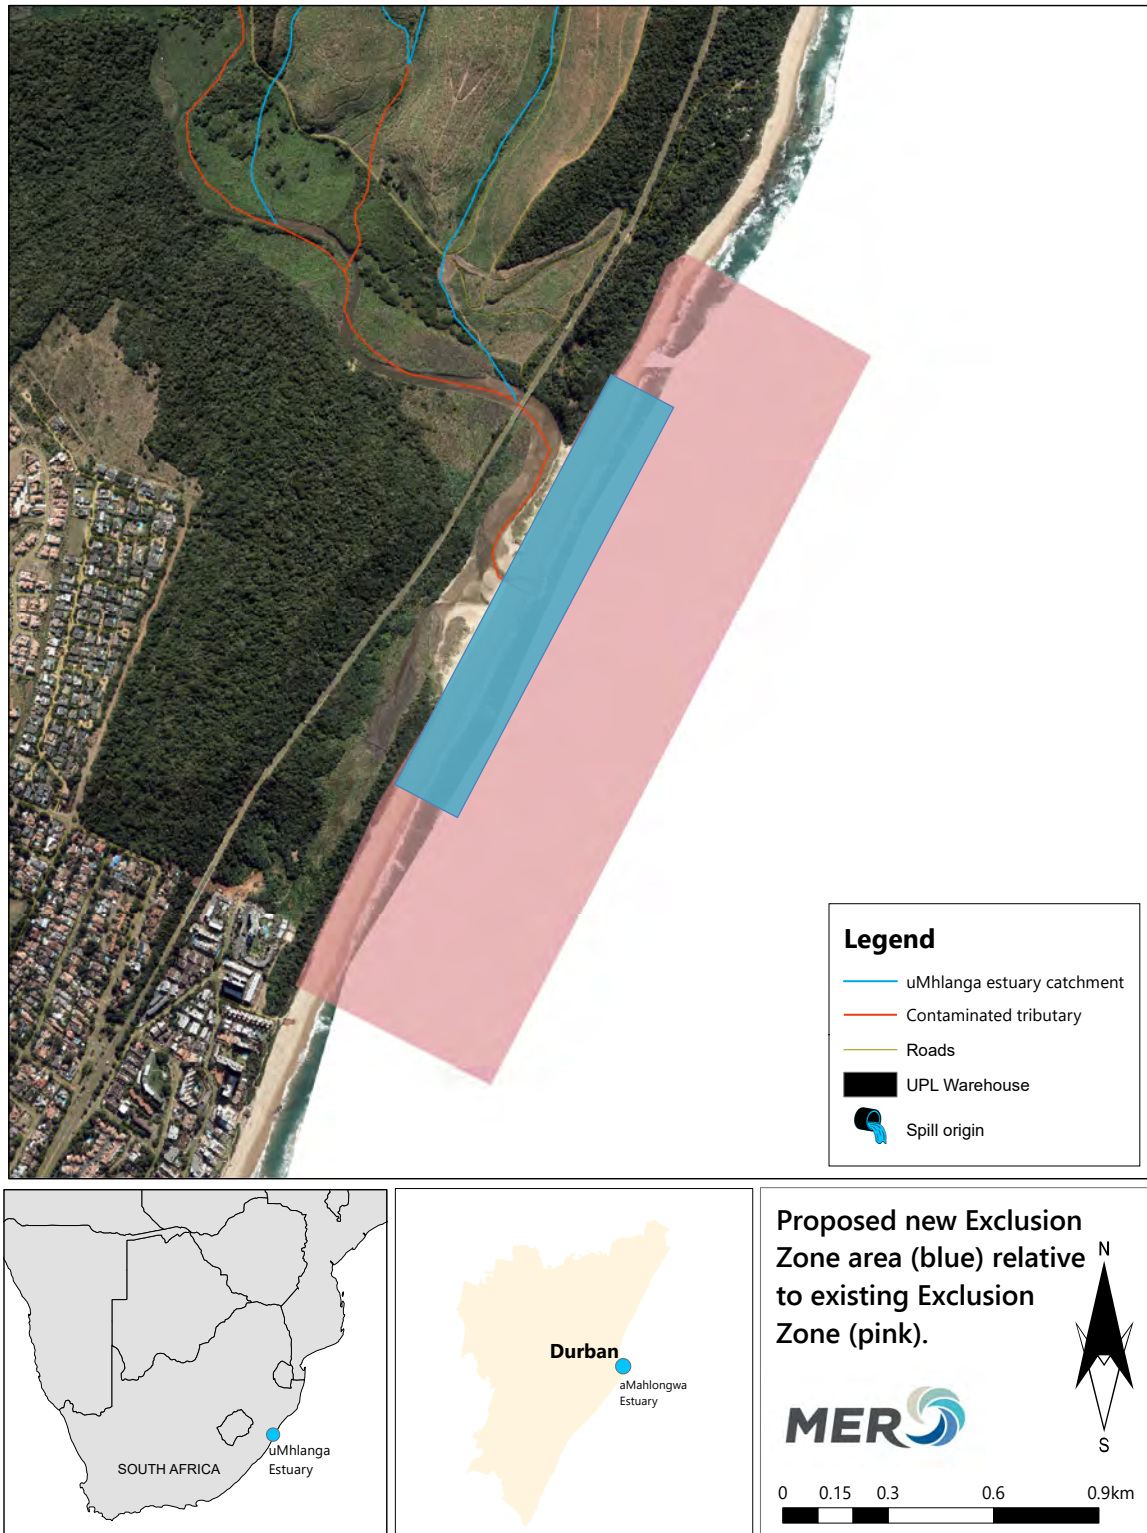 Legend
uMhlanga estuary catchment
Contaminated tributary
Roads
UPL Warehouse
Spill origin
SOUTH AFRICA
uMhlanga
Estuary
Durban
aMahlongwa
Estuary
Proposed new Exclusion
Zone area (blue) relative
to existing Exclusion
Zone (pink).
N
S
MER
0 0.15 0.3 0.6 0.9km